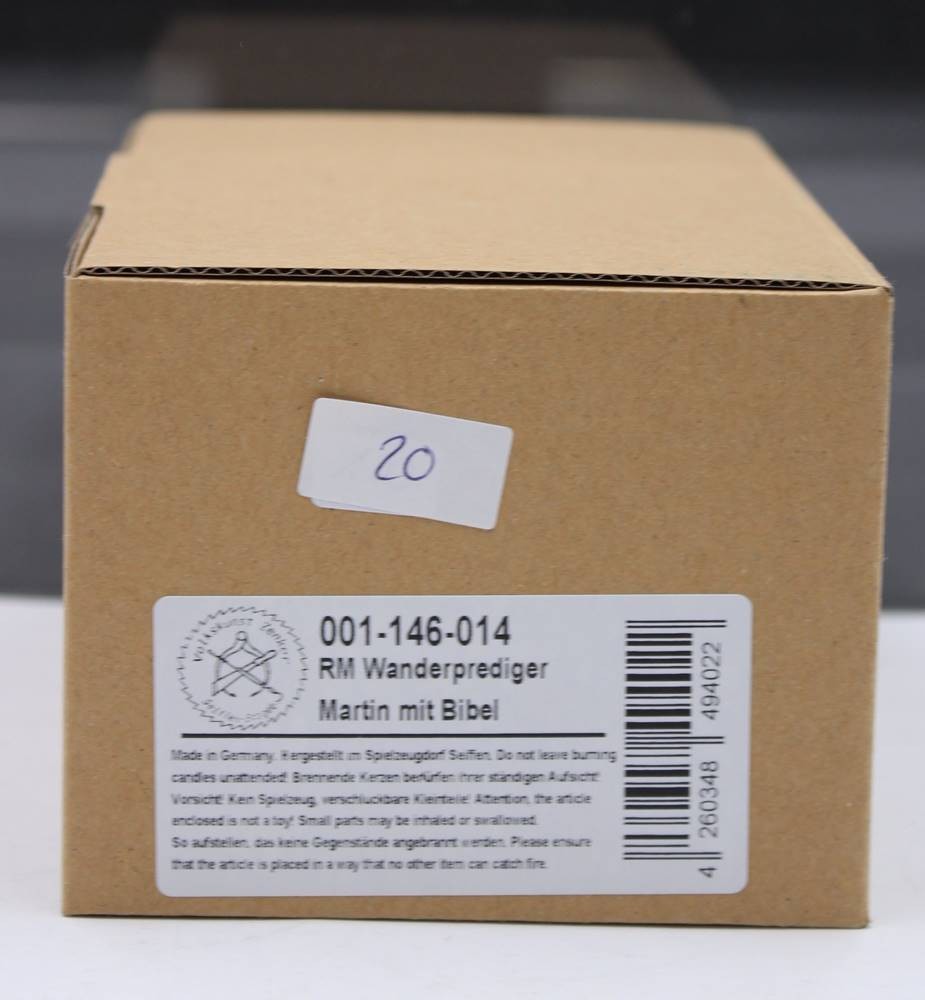 20
Volkskunst Zenker
001-146-014
RM Wanderprediger
Martin mit Bibel
Made in Germany. Hergestellt im Spielzeugdorf Seiffen. Do not leave burning
candles unattended! Brennende Kerzen berfürfen ihrer ständigen Aufsicht!
Vorsicht! Kein Spielzeug, verschluckbare Kleinteile! Attention, the article
enclosed is not a toy! Small parts may be inhaled or swallowed.
So aufstellen, das keine Gegenstände angebrannt werden. Please ensure
that the article is placed in a way that no other item can catch fire.
4 260348 494022